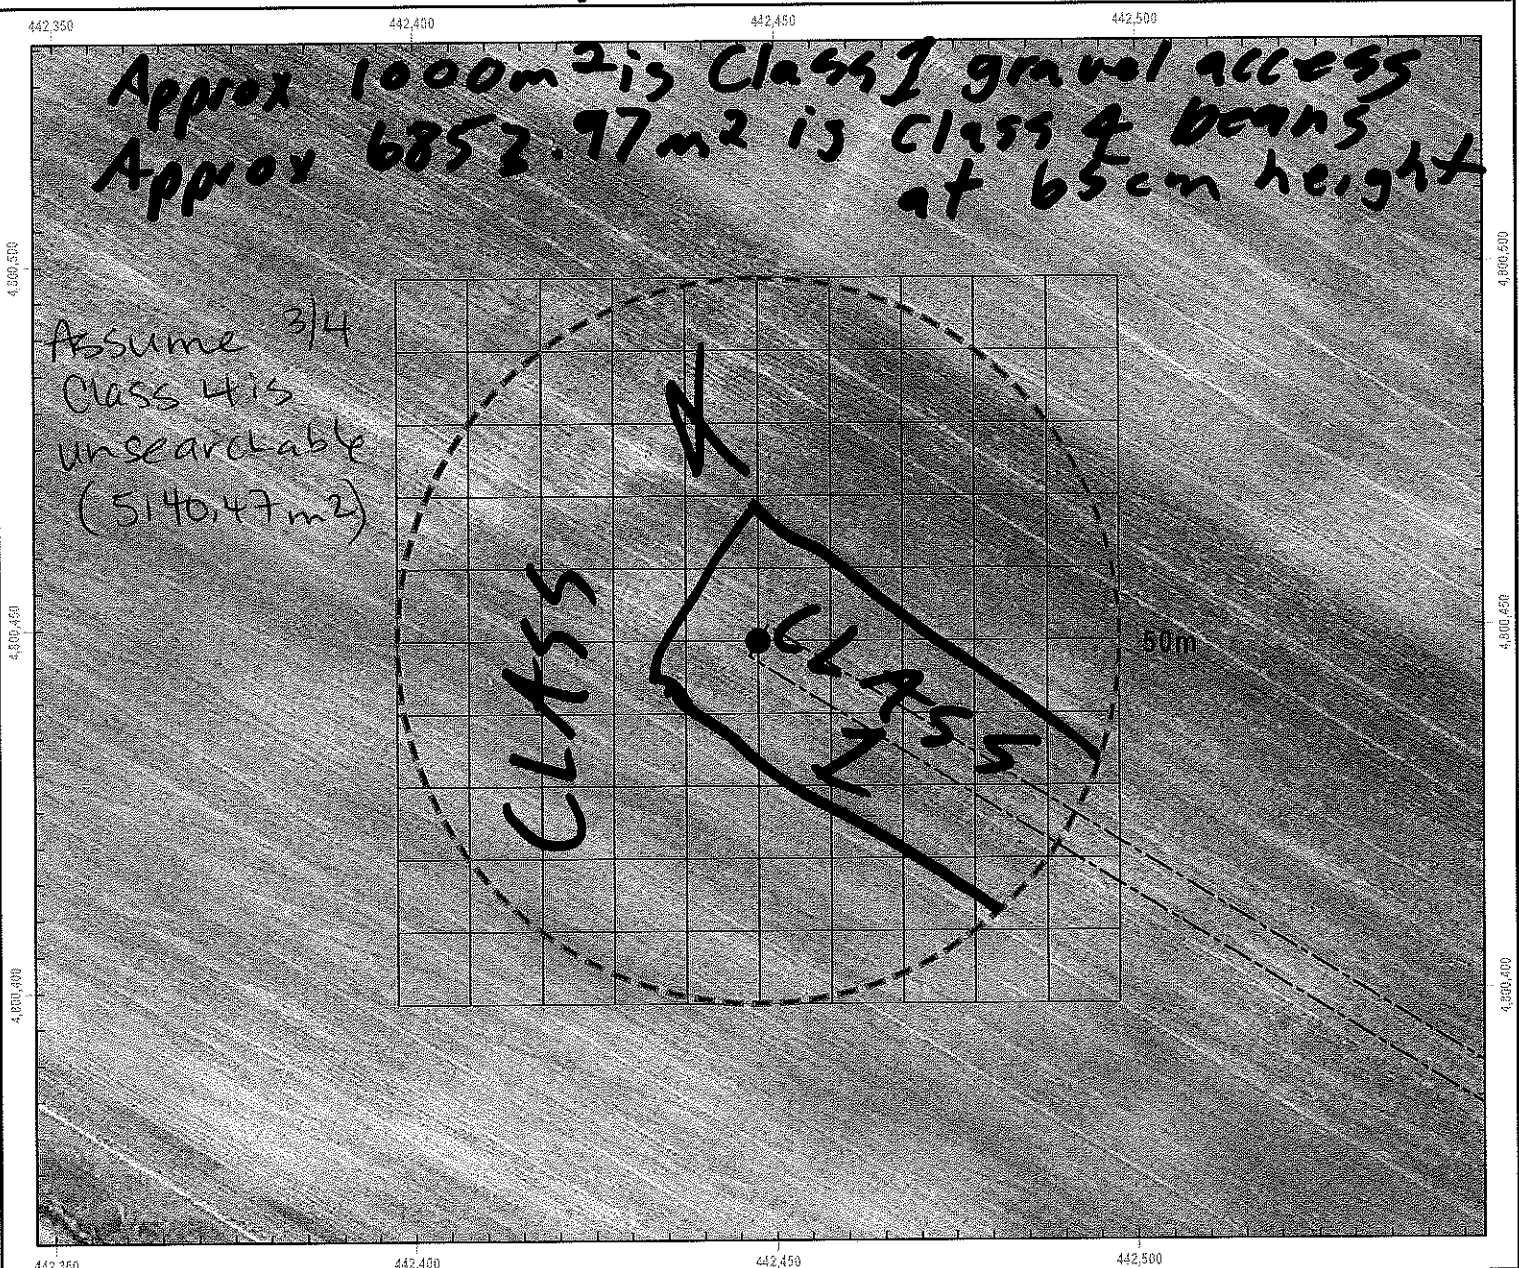 442,350 442,400 442,450 442,500
Approx 1000m2 is Class 1 gravel access
Approx 6853.97m2 is Class 4 beans
at 65cm height
4,800,500 4,800,500
Assume 3/4
Class 4 is
unsearchable
(5140.47m2)
CLASS 4
CLASS 1
4,800,450 50m 4,800,450
4,800,400 4,800,400
442,350 442,400 442,450 442,500